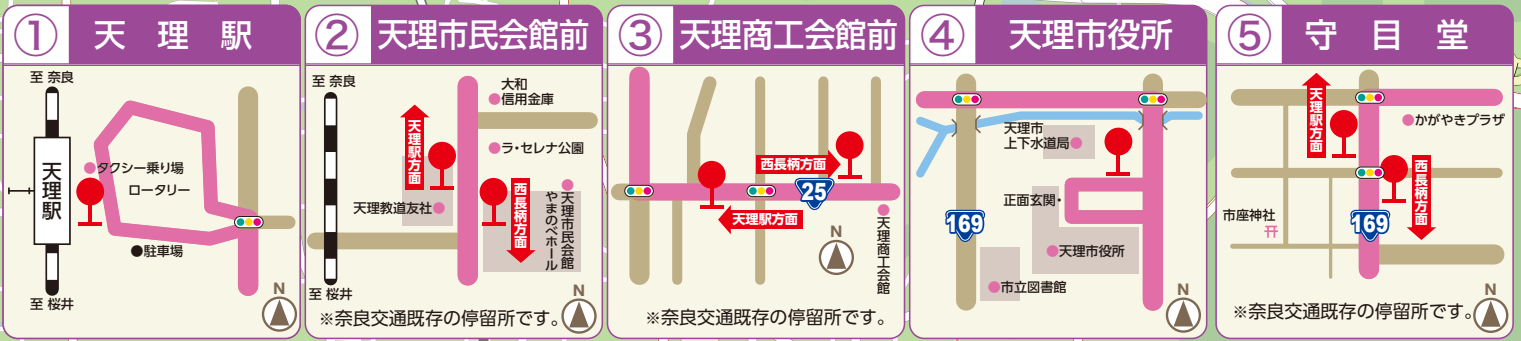 ① 天理駅
至 奈良
天理駅
タクシー乗り場
ロータリー
●駐車場
至 桜井
N
② 天理市民会館前
至 奈良
大和
信用金庫
天理駅方面
ラ・セレナ公園
天理教道友社
西長柄方面
天理市民会館
やまのべホール
至 桜井
※奈良交通既存の停留所です。
N
③ 天理商工会館前
西長柄方面
25
天理駅方面
天理商工会館
N
※奈良交通既存の停留所です。
④ 天理市役所
天理市
上下水道局
正面玄関・
169
天理市役所
市立図書館
N
⑤ 守目堂
天理駅方面
かがやきプラザ
西長柄方面
市座神社
169
※奈良交通既存の停留所です。
N